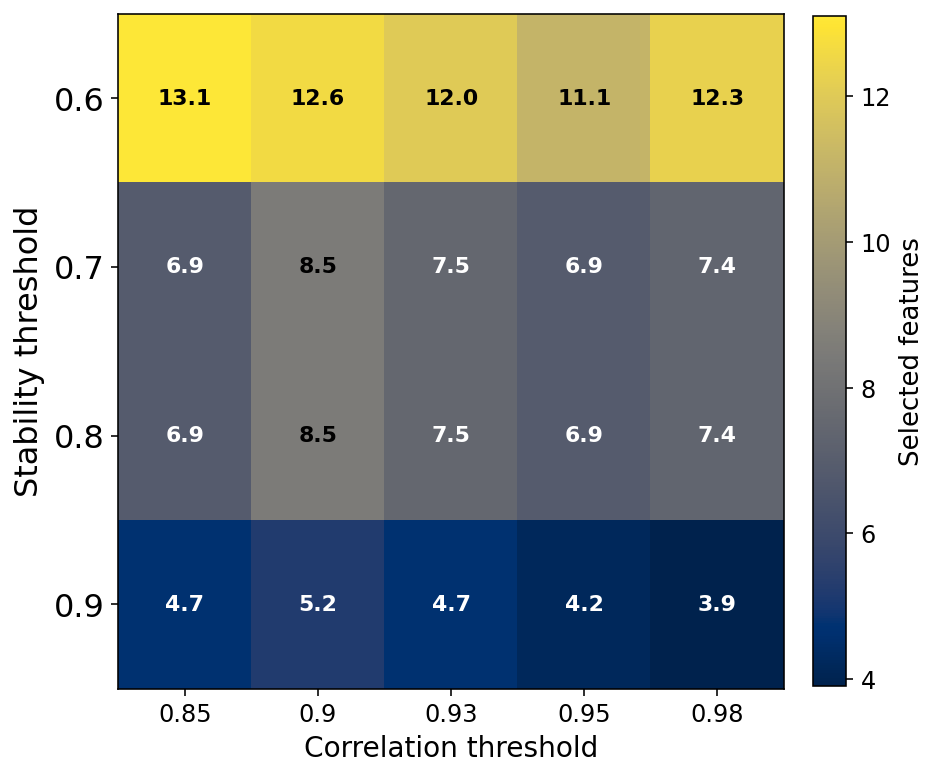 0.6 13.1 12.6 12.0 11.1 12.3
0.7 6.9 8.5 7.5 6.9 7.4
0.8 6.9 8.5 7.5 6.9 7.4
0.9 4.7 5.2 4.7 4.2 3.9
0.85 0.9 0.93 0.95 0.98
Correlation threshold
Stability threshold
12
10
8
6
4
Selected features